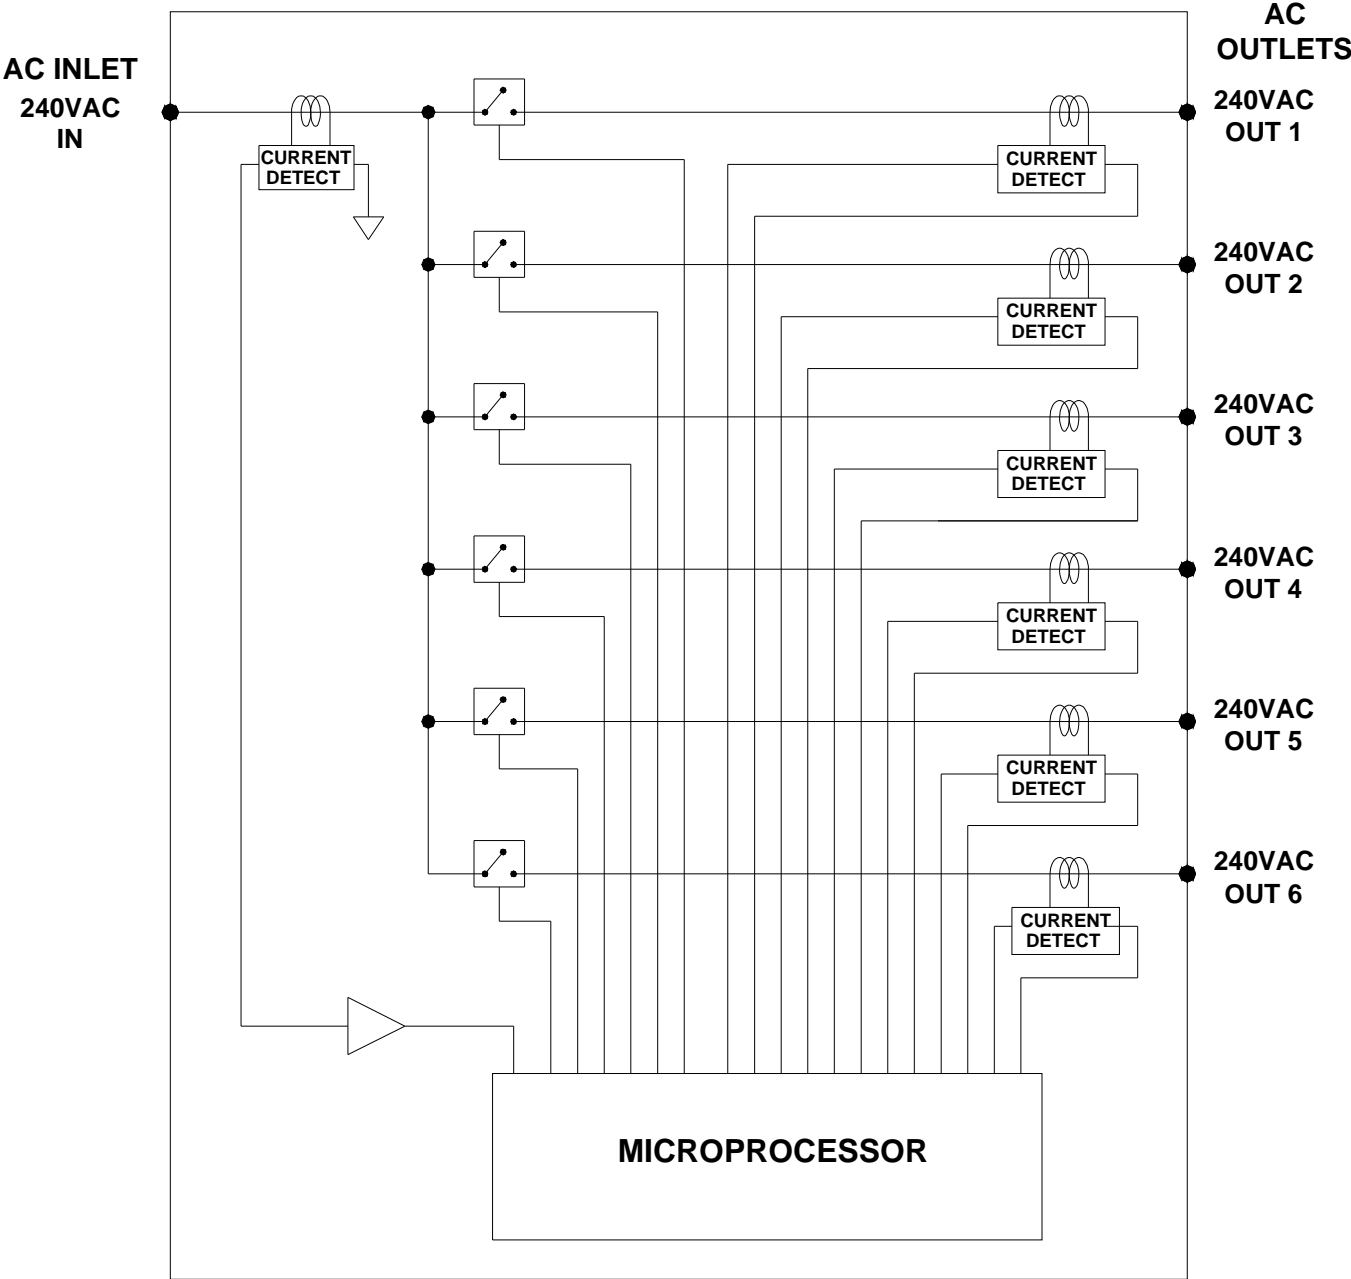 AC
OUTLETS
AC INLET
240VAC
IN
240VAC
OUT 1
CURRENT
DETECT
CURRENT
DETECT
240VAC
OUT 2
CURRENT
DETECT
240VAC
OUT 3
CURRENT
DETECT
240VAC
OUT 4
CURRENT
DETECT
240VAC
OUT 5
CURRENT
DETECT
240VAC
OUT 6
CURRENT
DETECT
MICROPROCESSOR